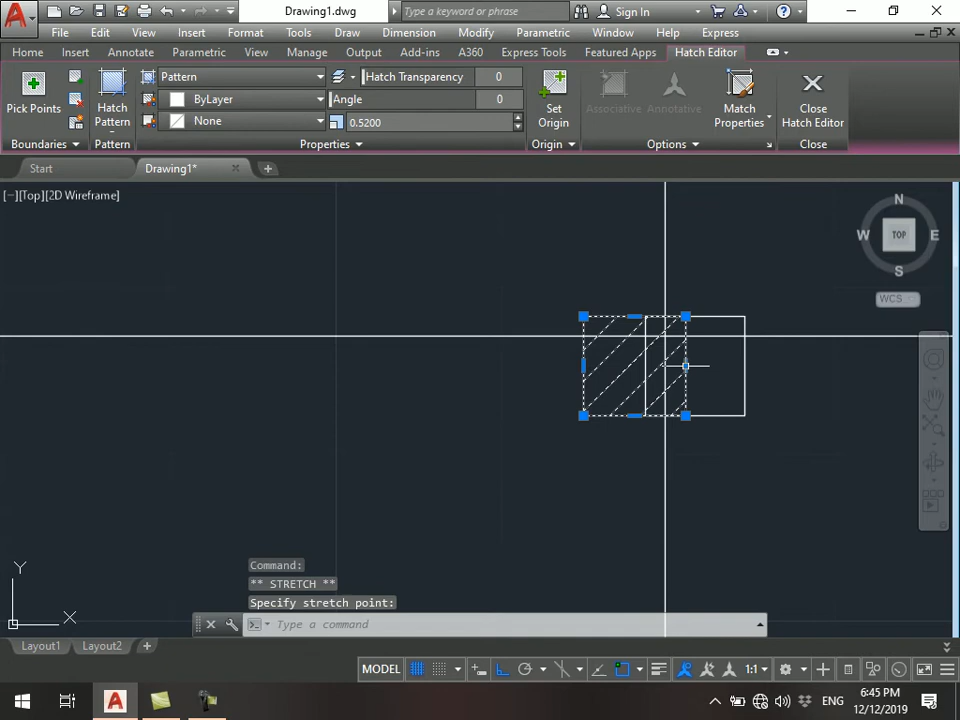 Drawing1.dwg
Type a keyword or phrase
Sign In
File Edit View Insert Format Tools Draw Dimension Modify Parametric Window Help Express
Home Insert Annotate Parametric View Manage Output Add-ins A360 Express Tools Featured Apps Hatch Editor
Pattern
Hatch Transparency 0
ByLayer
Angle 0
None
0.5200
Pick Points
Hatch Pattern
Set Origin
Associative
Annotative
Match Properties
Close Hatch Editor
Boundaries
Pattern
Properties
Origin
Options
Close
Start
Drawing1*
[−][Top][2D Wireframe]
N
W TOP E
S
WCS
Y
X
Command:
** STRETCH **
Specify stretch point:
Type a command
Layout1 Layout2
MODEL 1:1
ENG
6:45 PM
12/12/2019